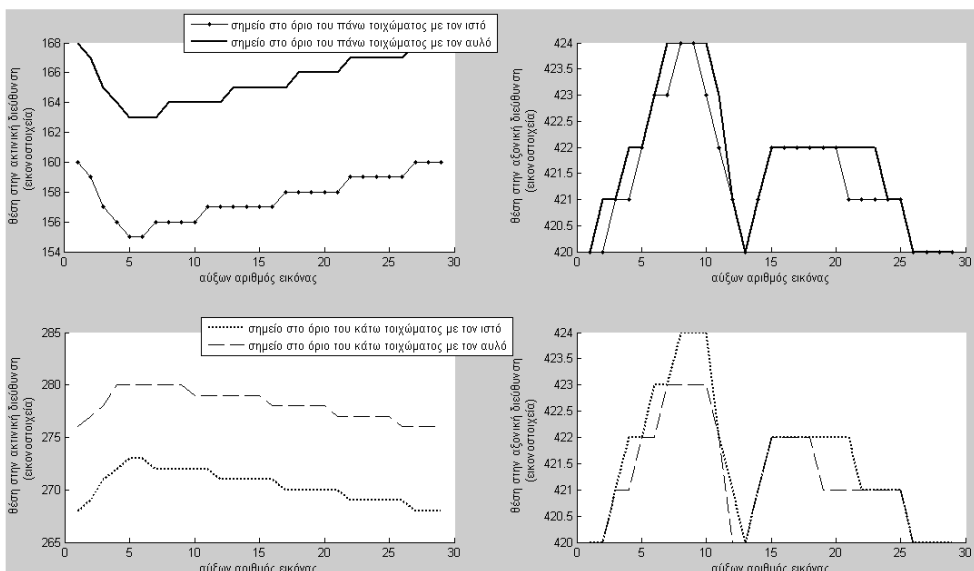 σημείο στο όριο του πάνω τοιχώματος με τον ιστό
σημείο στο όριο του πάνω τοιχώματος με τον αυλό
θέση στην ακτινική διεύθυνση
(εικονοστοιχεία)
168
166
164
162
160
158
156
154
0 5 10 15 20 25 30
αύξων αριθμός εικόνας
θέση στην αξονική διεύθυνση
(εικονοστοιχεία)
424
423.5
423
422.5
422
421.5
421
420.5
420
0 5 10 15 20 25 30
αύξων αριθμός εικόνας
σημείο στο όριο του κάτω τοιχώματος με τον ιστό
σημείο στο όριο του κάτω τοιχώματος με τον αυλό
θέση στην ακτινική διεύθυνση
(εικονοστοιχεία)
285
280
275
270
265
0 5 10 15 20 25 30
αύξων αριθμός εικόνας
θέση στην αξονική διεύθυνση
(εικονοστοιχεία)
424
423.5
423
422.5
422
421.5
421
420.5
420
0 5 10 15 20 25 30
αύξων αριθμός εικόνας